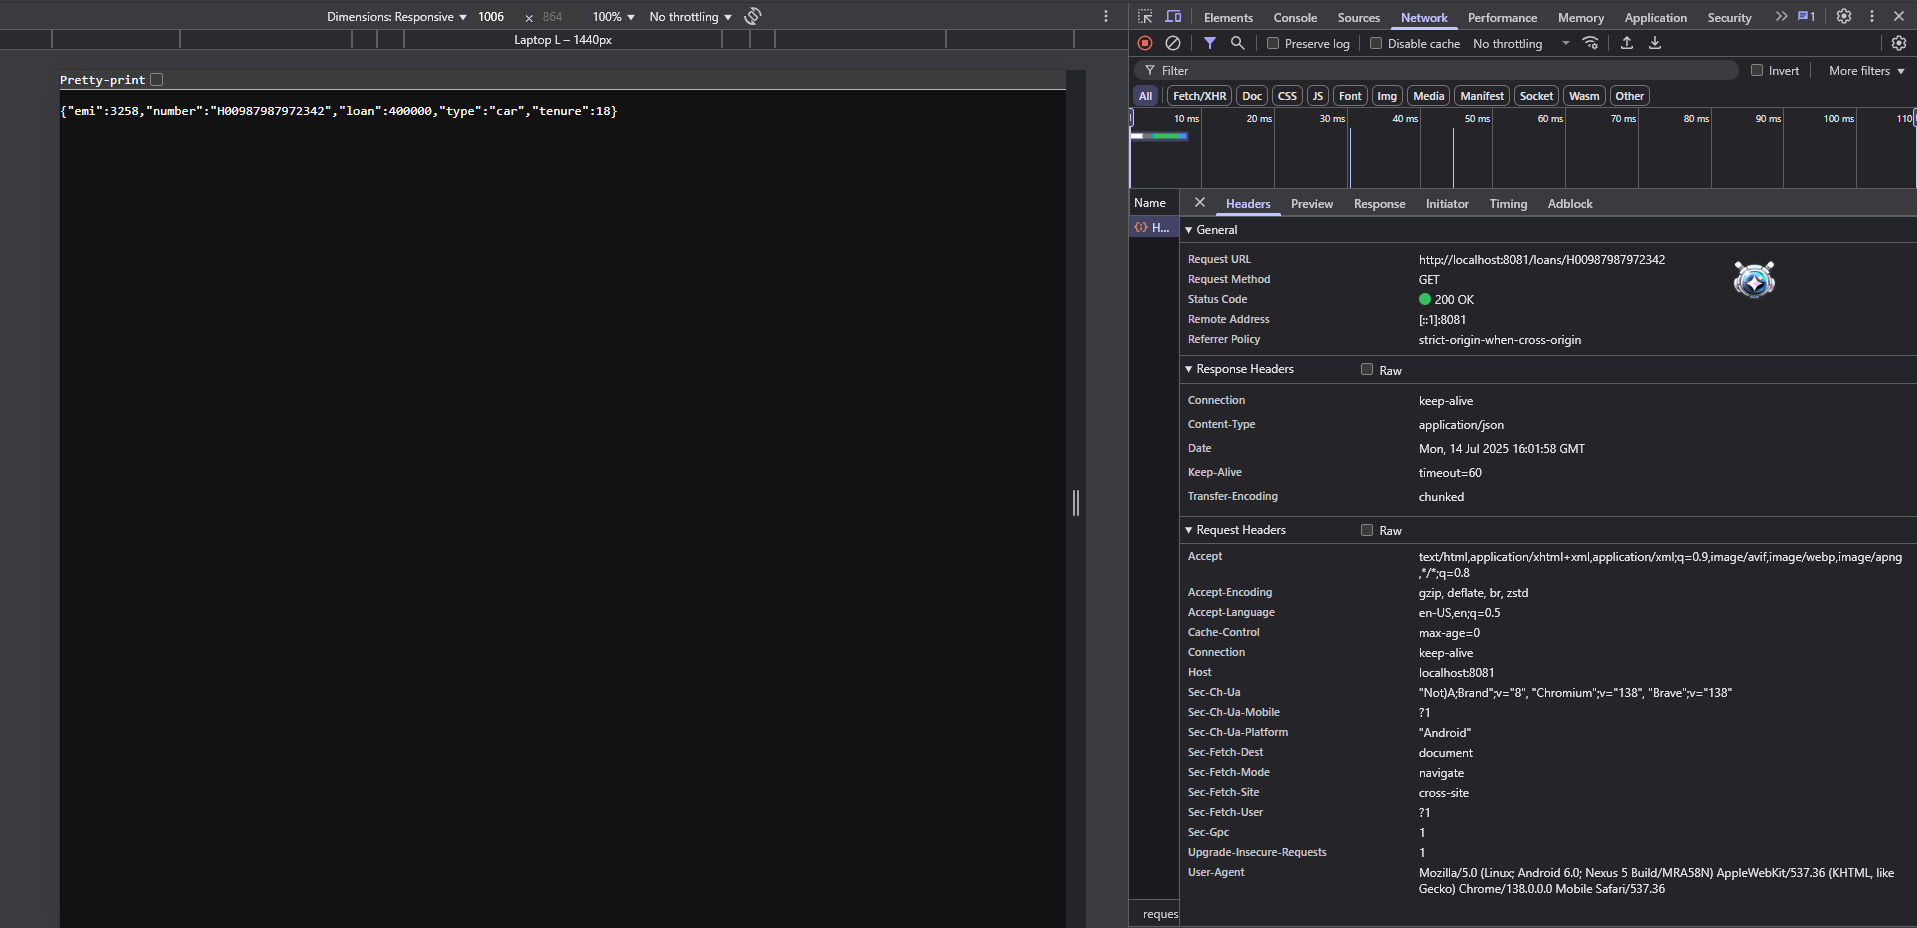 Dimensions: Responsive 1006 × 864 100% No throttling
Laptop L – 1440px
Pretty-print
{"emi":3258,"number":"H00987987972342","loan":400000,"type":"car","tenure":18}
Elements Console Sources Network Performance Memory Application Security 1
Preserve log Disable cache No throttling
Filter Invert More filters
All Fetch/XHR Doc CSS JS Font Img Media Manifest Socket Wasm Other
10 ms 20 ms 30 ms 40 ms 50 ms 60 ms 70 ms 80 ms 90 ms 100 ms 110
Name Headers Preview Response Initiator Timing Adblock
H...
General
Request URL http://localhost:8081/loans/H00987987972342
Request Method GET
Status Code 200 OK
Remote Address [::1]:8081
Referrer Policy strict-origin-when-cross-origin
Response Headers Raw
Connection keep-alive
Content-Type application/json
Date Mon, 14 Jul 2025 16:01:58 GMT
Keep-Alive timeout=60
Transfer-Encoding chunked
Request Headers Raw
Accept text/html,application/xhtml+xml,application/xml;q=0.9,image/avif,image/webp,image/apng
,*/*;q=0.8
Accept-Encoding gzip, deflate, br, zstd
Accept-Language en-US,en;q=0.5
Cache-Control max-age=0
Connection keep-alive
Host localhost:8081
Sec-Ch-Ua "Not)A;Brand";v="8", "Chromium";v="138", "Brave";v="138"
Sec-Ch-Ua-Mobile ?1
Sec-Ch-Ua-Platform "Android"
Sec-Fetch-Dest document
Sec-Fetch-Mode navigate
Sec-Fetch-Site cross-site
Sec-Fetch-User ?1
Sec-Gpc 1
Upgrade-Insecure-Requests 1
User-Agent Mozilla/5.0 (Linux; Android 6.0; Nexus 5 Build/MRA58N) AppleWebKit/537.36 (KHTML, like
Gecko) Chrome/138.0.0.0 Mobile Safari/537.36
reques